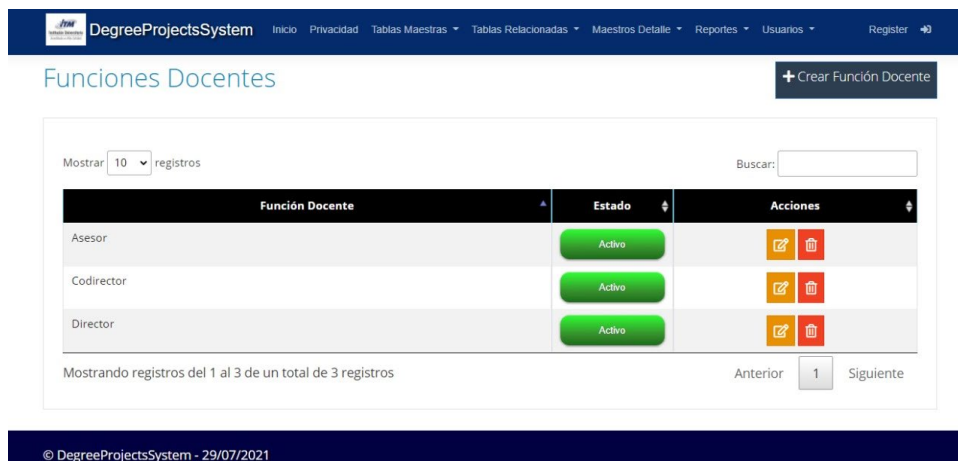 ITM
DegreeProjectsSystem Inicio Privacidad Tablas Maestras Tablas Relacionadas Maestros Detalle Reportes Usuarios Register
Funciones Docentes
Crear Función Docente
Mostrar 10 registros
Buscar:
Función Docente Estado Acciones
Asesor Activo
Codirector Activo
Director Activo
Mostrando registros del 1 al 3 de un total de 3 registros
Anterior 1 Siguiente
© DegreeProjectsSystem - 29/07/2021